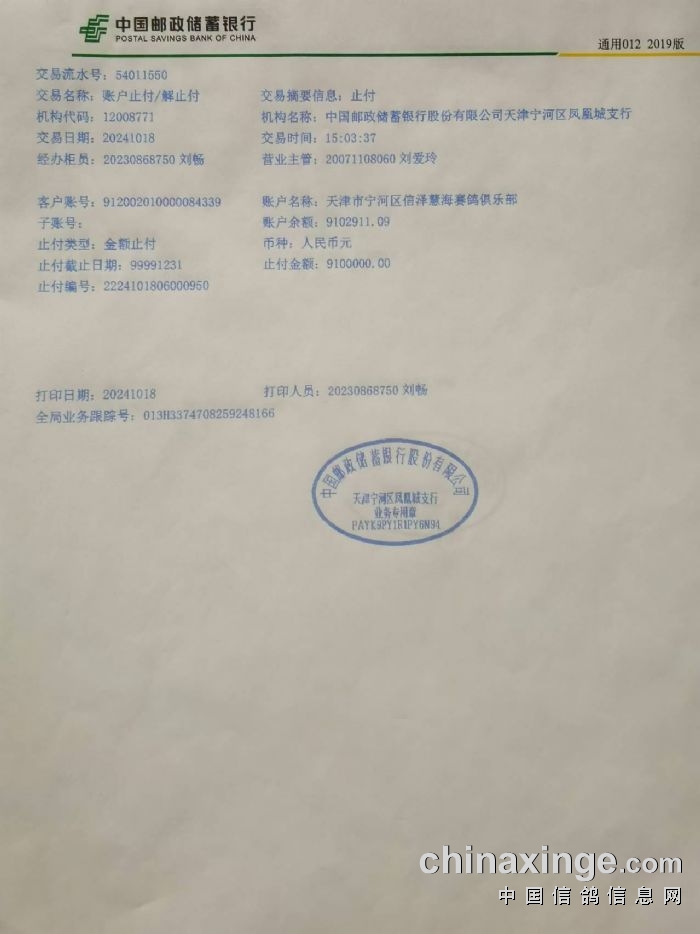 中国邮政储蓄银行
POSTAL SAVINGS BANK OF CHINA
通用012 2019版
交易流水号：54011550
交易名称：账户止付/解止付 交易摘要信息：止付
机构代码：12008771 机构名称：中国邮政储蓄银行股份有限公司天津宁河区凤凰城支行
交易日期：20241018 交易时间：15:03:37
经办柜员：20230868750 刘畅 营业主管：20071108060 刘爱玲
客户账号：912002010000084339 账户名称：天津市宁河区信泽慧海赛鸽俱乐部
子账号： 账户余额：9102911.09
止付类型：金额止付 币种：人民币元
止付截止日期：99991231 止付金额：9100000.00
止付编号：2224101806000950
打印日期：20241018 打印人员：20230868750 刘畅
全局业务跟踪号：013H3374708259248166
中国邮政储蓄银行股份有限公司
天津宁河区凤凰城支行
业务专用章
PAYK9PY1R1PY6N94
chinaxinge.com
中国信鸽信息网